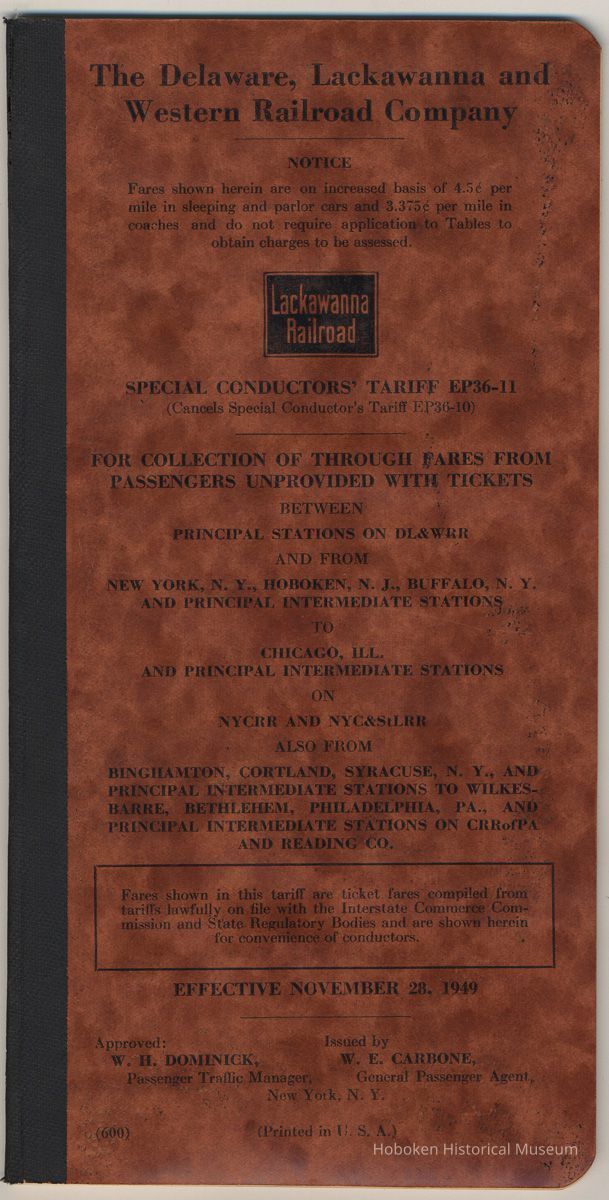 The Delaware, Lackawanna and
Western Railroad Company
NOTICE
Fares shown herein are on increased basis of 4.5¢ per
mile in sleeping and parlor cars and 3.375¢ per mile in
coaches and do not require application to Tables to
obtain charges to be assessed.
Lackawanna
Railroad
SPECIAL CONDUCTORS' TARIFF EP36-11
(Cancels Special Conductor's Tariff EP36-10)
FOR COLLECTION OF THROUGH FARES FROM
PASSENGERS UNPROVIDED WITH TICKETS
BETWEEN
PRINCIPAL STATIONS ON DL&WRR
AND FROM
NEW YORK, N. Y., HOBOKEN, N. J., BUFFALO, N. Y.
AND PRINCIPAL INTERMEDIATE STATIONS
TO
CHICAGO, ILL.
AND PRINCIPAL INTERMEDIATE STATIONS
ON
NYCRR AND NYC&StLRR
ALSO FROM
BINGHAMTON, CORTLAND, SYRACUSE, N. Y., AND
PRINCIPAL INTERMEDIATE STATIONS TO WILKES-
BARRE, BETHLEHEM, PHILADELPHIA, PA., AND
PRINCIPAL INTERMEDIATE STATIONS ON CRRofPA
AND READING CO.
Fares shown in this tariff are ticket fares compiled from
tariffs lawfully on file with the Interstate Commerce Com-
mission and State Regulatory Bodies and are shown herein
for convenience of conductors.
EFFECTIVE NOVEMBER 28, 1949
Approved: Issued by
W. H. DOMINICK, W. E. CARBONE,
Passenger Traffic Manager, General Passenger Agent,
New York, N. Y.
(600) (Printed in U. S. A.)
Hoboken Historical Museum